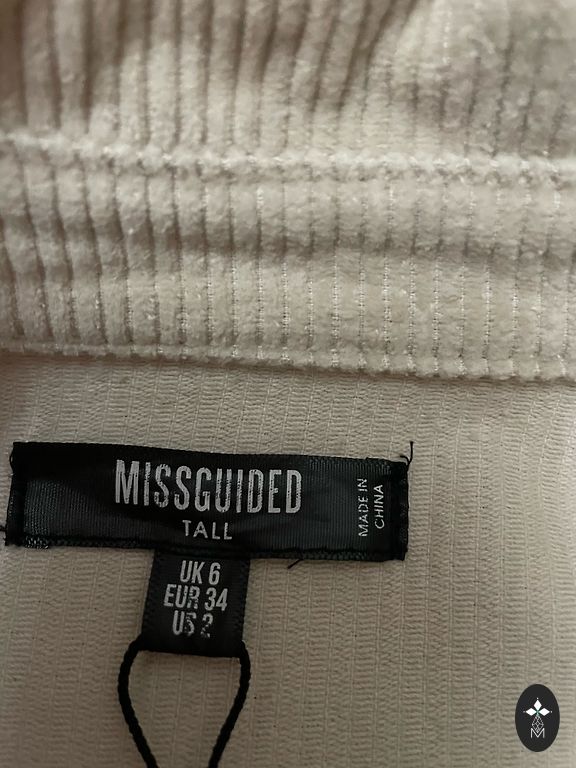 MISSGUIDED
TALL
MADE IN
CHINA
UK 6
EUR 34
US 2
M